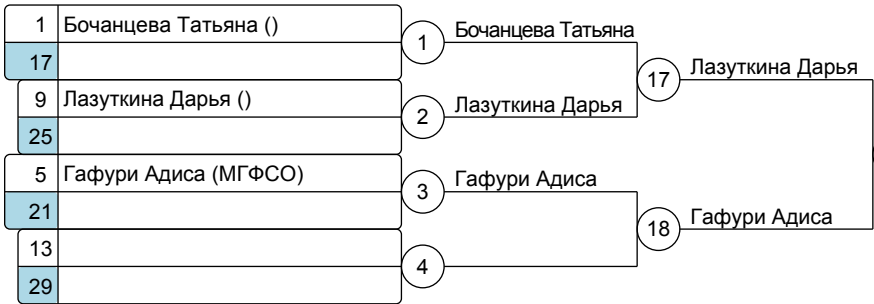 1 Бочанцева Татьяна ()
17
1 Бочанцева Татьяна
9 Лазуткина Дарья ()
25
2 Лазуткина Дарья
17 Лазуткина Дарья
5 Гафури Адиса (МГФСО)
21
3 Гафури Адиса
13
29
4
18 Гафури Адиса